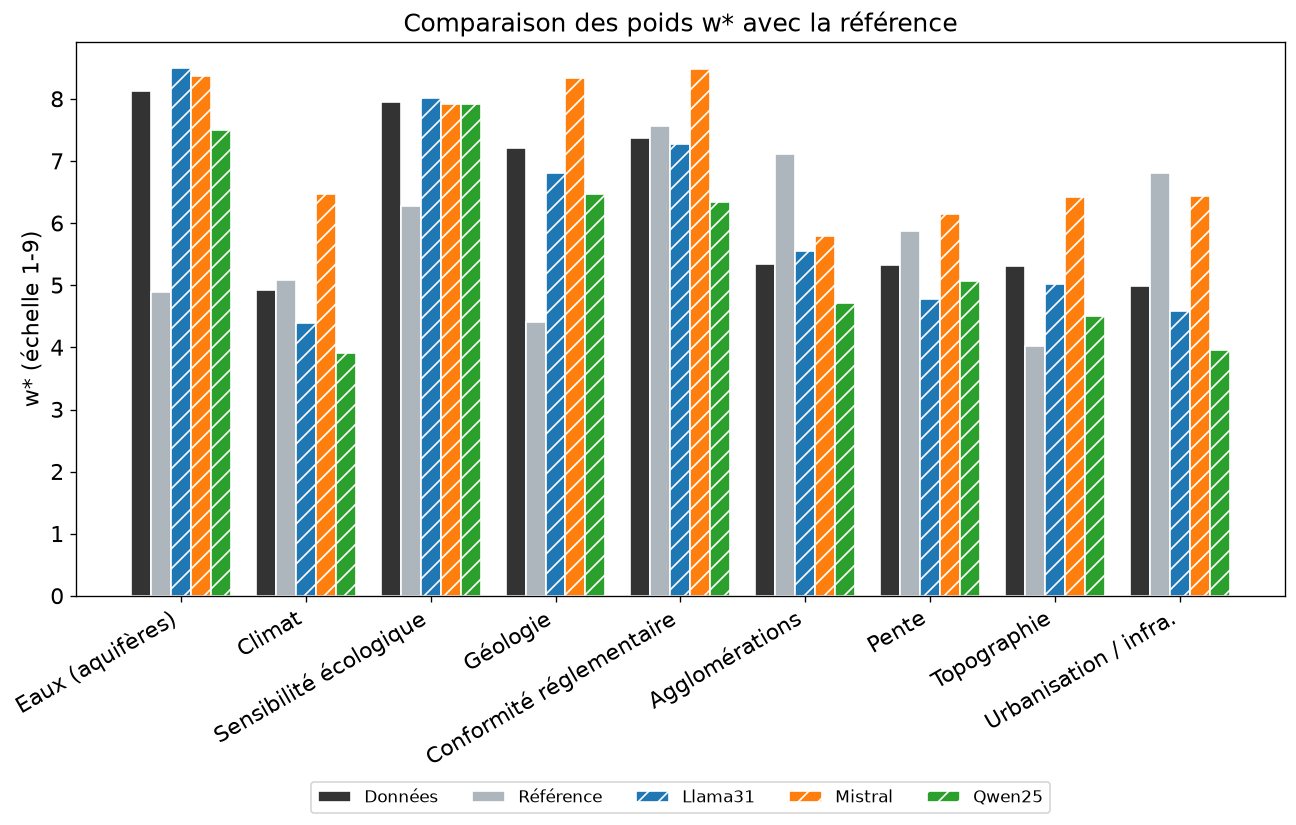 Comparaison des poids w* avec la référence
w* (échelle 1-9)
8
7
6
5
4
3
2
1
0
Eaux (aquifères)
Climat
Sensibilité écologique
Géologie
Conformité réglementaire
Agglomérations
Pente
Topographie
Urbanisation / infra.
Données Référence Llama31 Mistral Qwen25